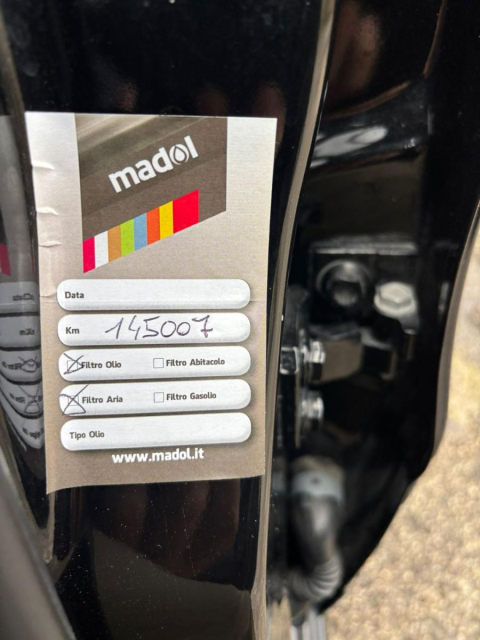 madol
Data
Km 145007
Filtro Olio Filtro Abitacolo
Filtro Aria Filtro Gasolio
Tipo Olio
www.madol.it